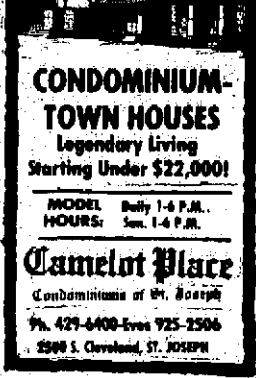 CONDOMINIUM-
TOWN HOUSES
Legendary Living
Starting Under $22,000!
MODEL Daily 1-6 P.M.
HOURS: Sun. 1-4 P.M.
Camelot Place
Condominiums of St. Joseph
Ph. 429-6400-Eves 925-2506
2500 S. Cleveland, ST. JOSEPH